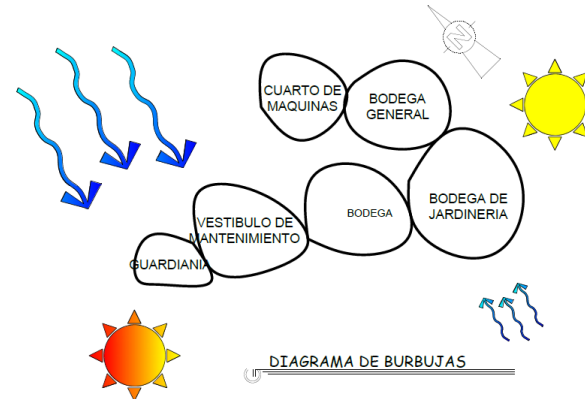 N
CUARTO DE
MAQUINAS
BODEGA
GENERAL
BODEGA DE
JARDINERIA
BODEGA
VESTIBULO DE
MANTENIMIENTO
GUARDIANIA
DIAGRAMA DE BURBUJAS